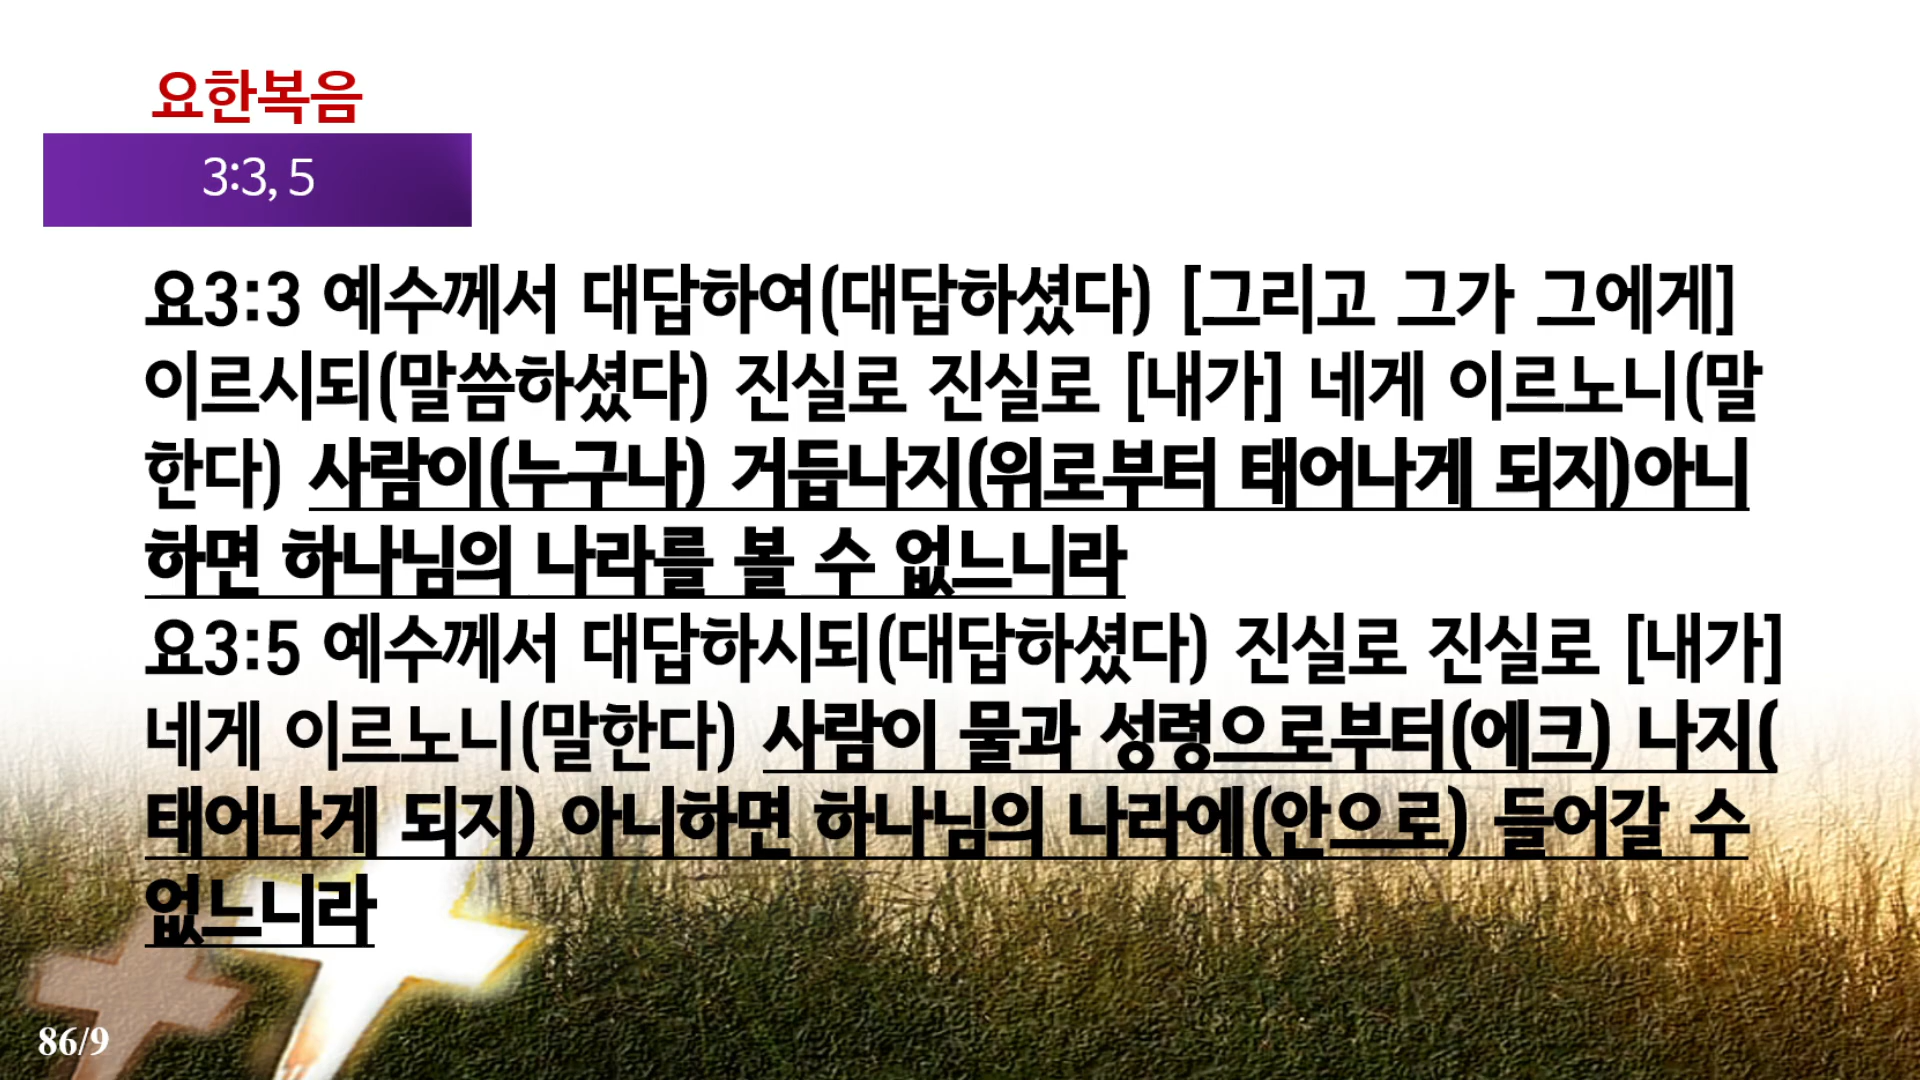 요한복음
3:3, 5
요3:3 예수께서 대답하여(대답하셨다) [그리고 그가 그에게]
이르시되(말씀하셨다) 진실로 진실로 [내가] 네게 이르노니(말
한다) 사람이(누구나) 거듭나지(위로부터 태어나게 되지)아니
하면 하나님의 나라를 볼 수 없느니라
요3:5 예수께서 대답하시되(대답하셨다) 진실로 진실로 [내가]
네게 이르노니(말한다) 사람이 물과 성령으로부터(에크) 나지(
태어나게 되지) 아니하면 하나님의 나라에(안으로) 들어갈 수
없느니라
86/9